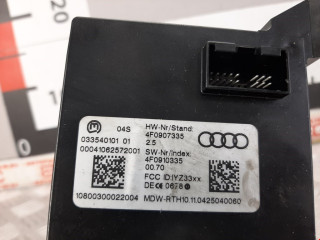 04S
HW-Nr/Stand:
4F0907335
2.5
033540101 01
00041062572001
SW-Nr/Index:
4F0910335
00.70
FCC ID:IYZ33xx
DE CE 0678
10800300022004
MDW-RTH10.11.0425040060